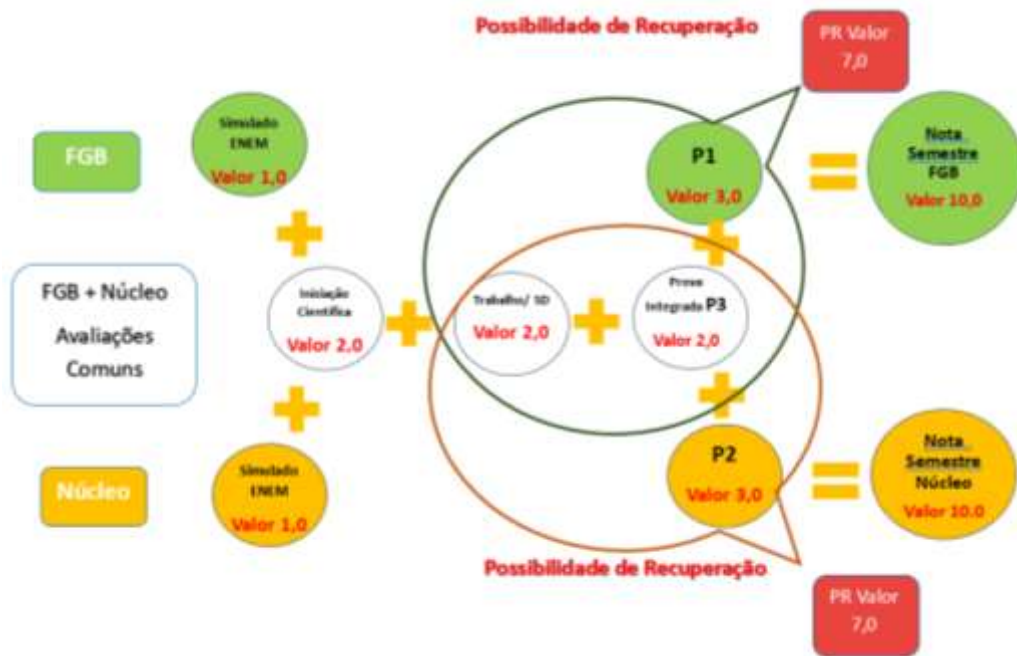 Possibilidade de Recuperação
PR Valor
7,0
FGB
Simulado
ENEM
Valor 1,0
P1
Valor 3,0
Nota
Semestre
FGB
Valor 10,0
FGB + Núcleo
Avaliações
Comuns
Iniciação
Científica
Valor 2,0
Trabalho/ SD
Valor 2,0
Prova
Integrada P3
Valor 2,0
Núcleo
Simulado
ENEM
Valor 1,0
P2
Valor 3,0
Nota
Semestre
Núcleo
Valor 10.0
Possibilidade de Recuperação
PR Valor
7,0